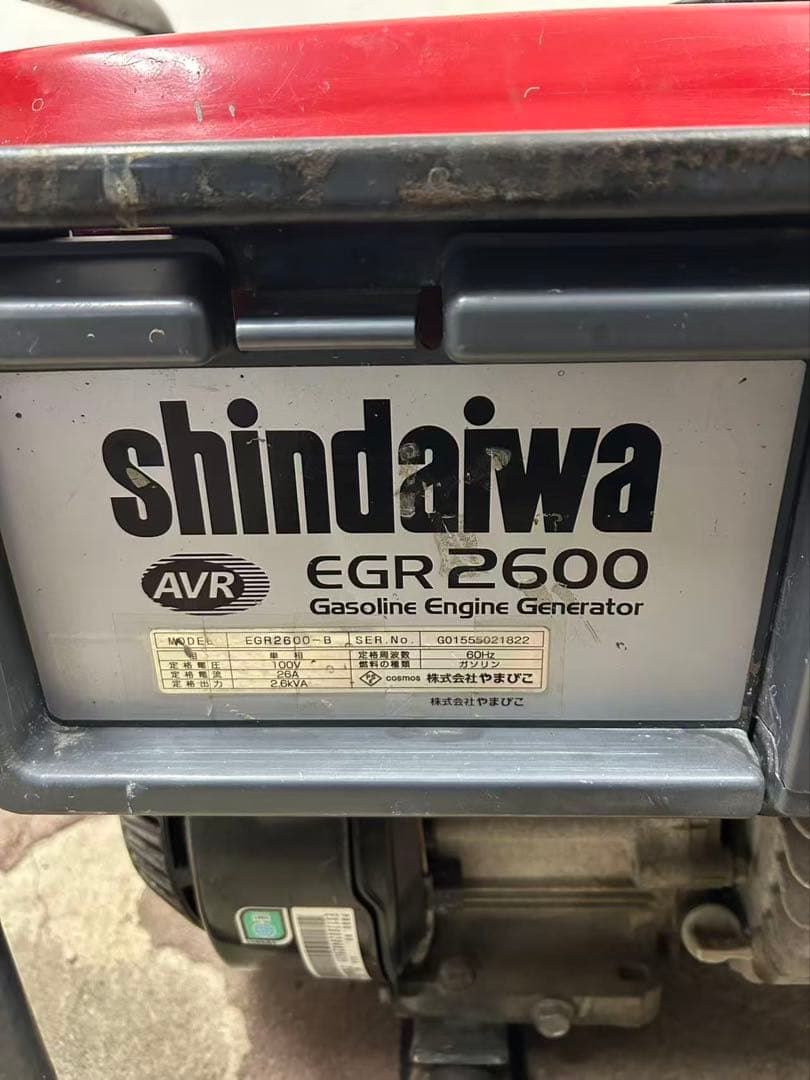 shindaiwa
AVR EGR 2600
Gasoline Engine Generator
MODEL EGR2600-B SER.No. G01555021822
相 単相 定格周波数 60Hz
定格電圧 100V 燃料の種類 ガソリン
定格電流 26A
定格出力 2.6kVA cosmos 株式会社やまびこ
株式会社やまびこ